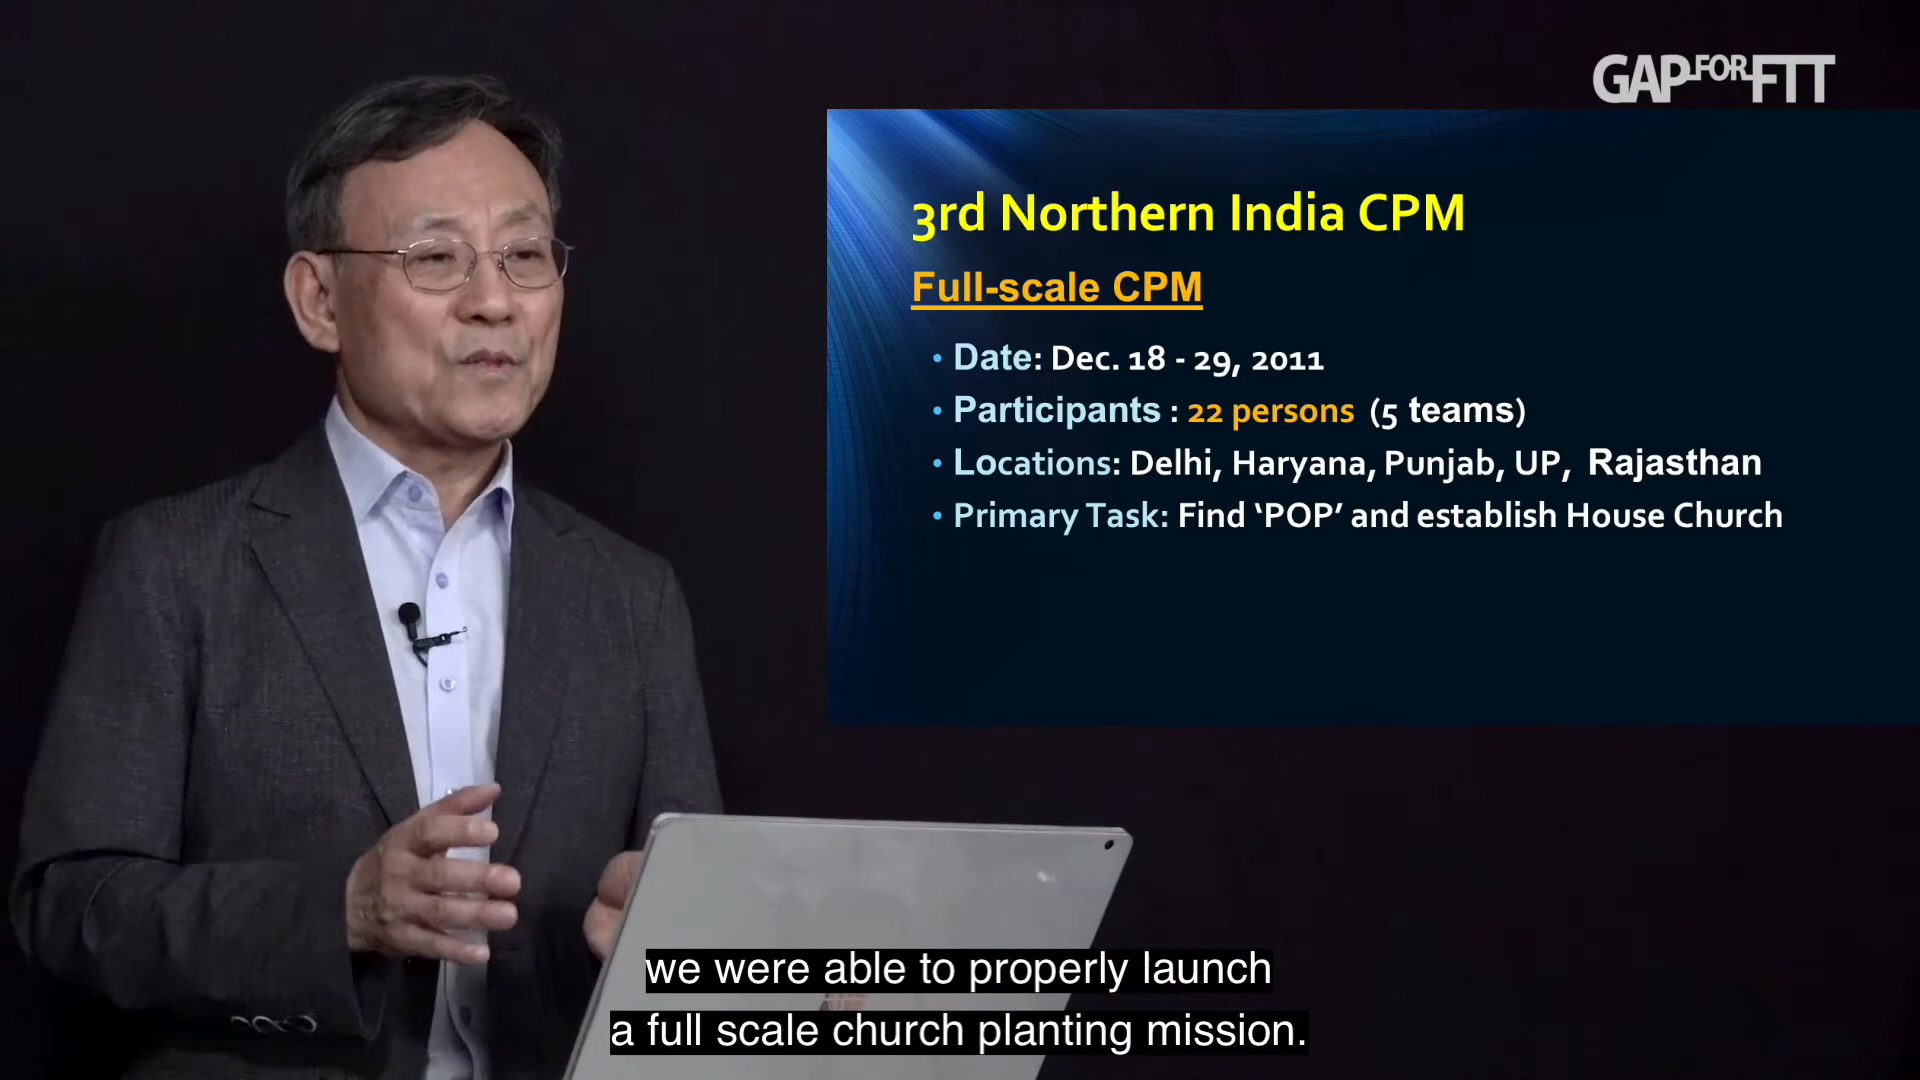 GAP FOR FTT
3rd Northern India CPM
Full-scale CPM
• Date: Dec. 18 - 29, 2011
• Participants : 22 persons (5 teams)
• Locations: Delhi, Haryana, Punjab, UP, Rajasthan
• Primary Task: Find ‘POP’ and establish House Church
we were able to properly launch
a full scale church planting mission.